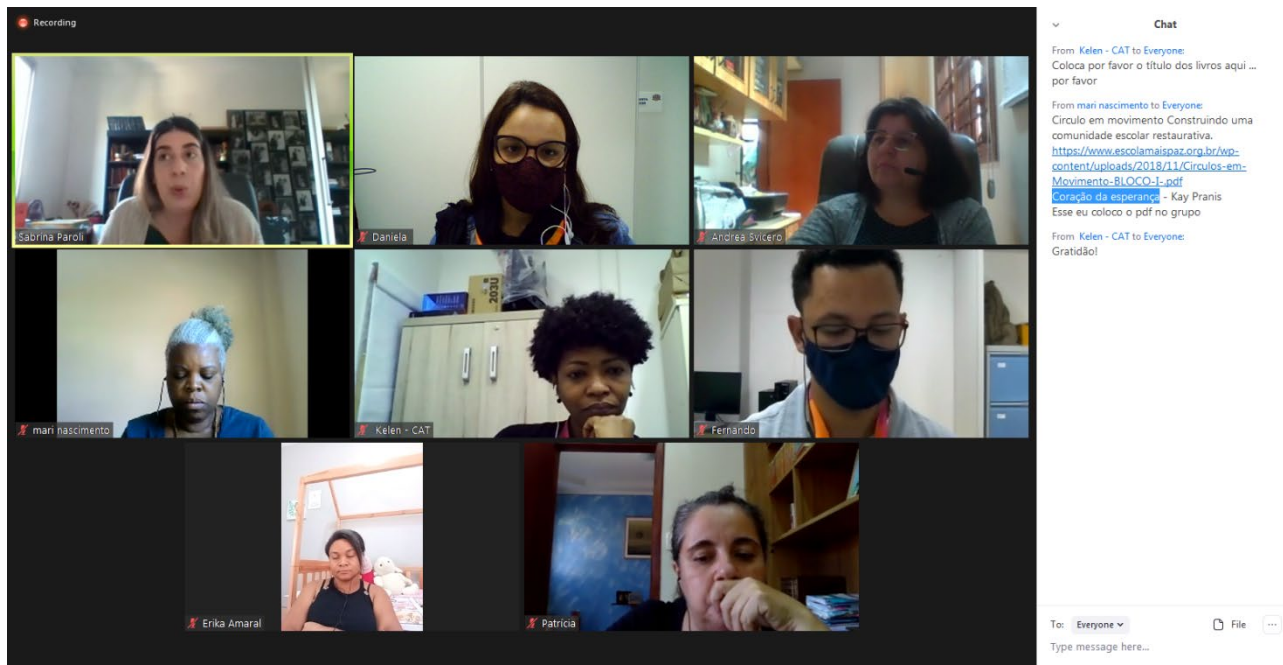 Recording
Sabrina Paroli
Daniela
Andrea Svicero
mari nascimento
Kelen - CAT
Fernando
Erika Amaral
Patrícia
203U
Chat
From Kelen - CAT to Everyone:
Coloca por favor o título dos livros aqui ...
por favor
From mari nascimento to Everyone:
Circulo em movimento Construindo uma
comunidade escolar restaurativa.
https://www.escolamaispaz.org.br/wp-
content/uploads/2018/11/Circulos-em-
Movimento-BLOCO-I-.pdf
Coração da esperança - Kay Pranis
Esse eu coloco o pdf no grupo
From Kelen - CAT to Everyone:
Gratidão!
To: Everyone
File
...
Type message here...